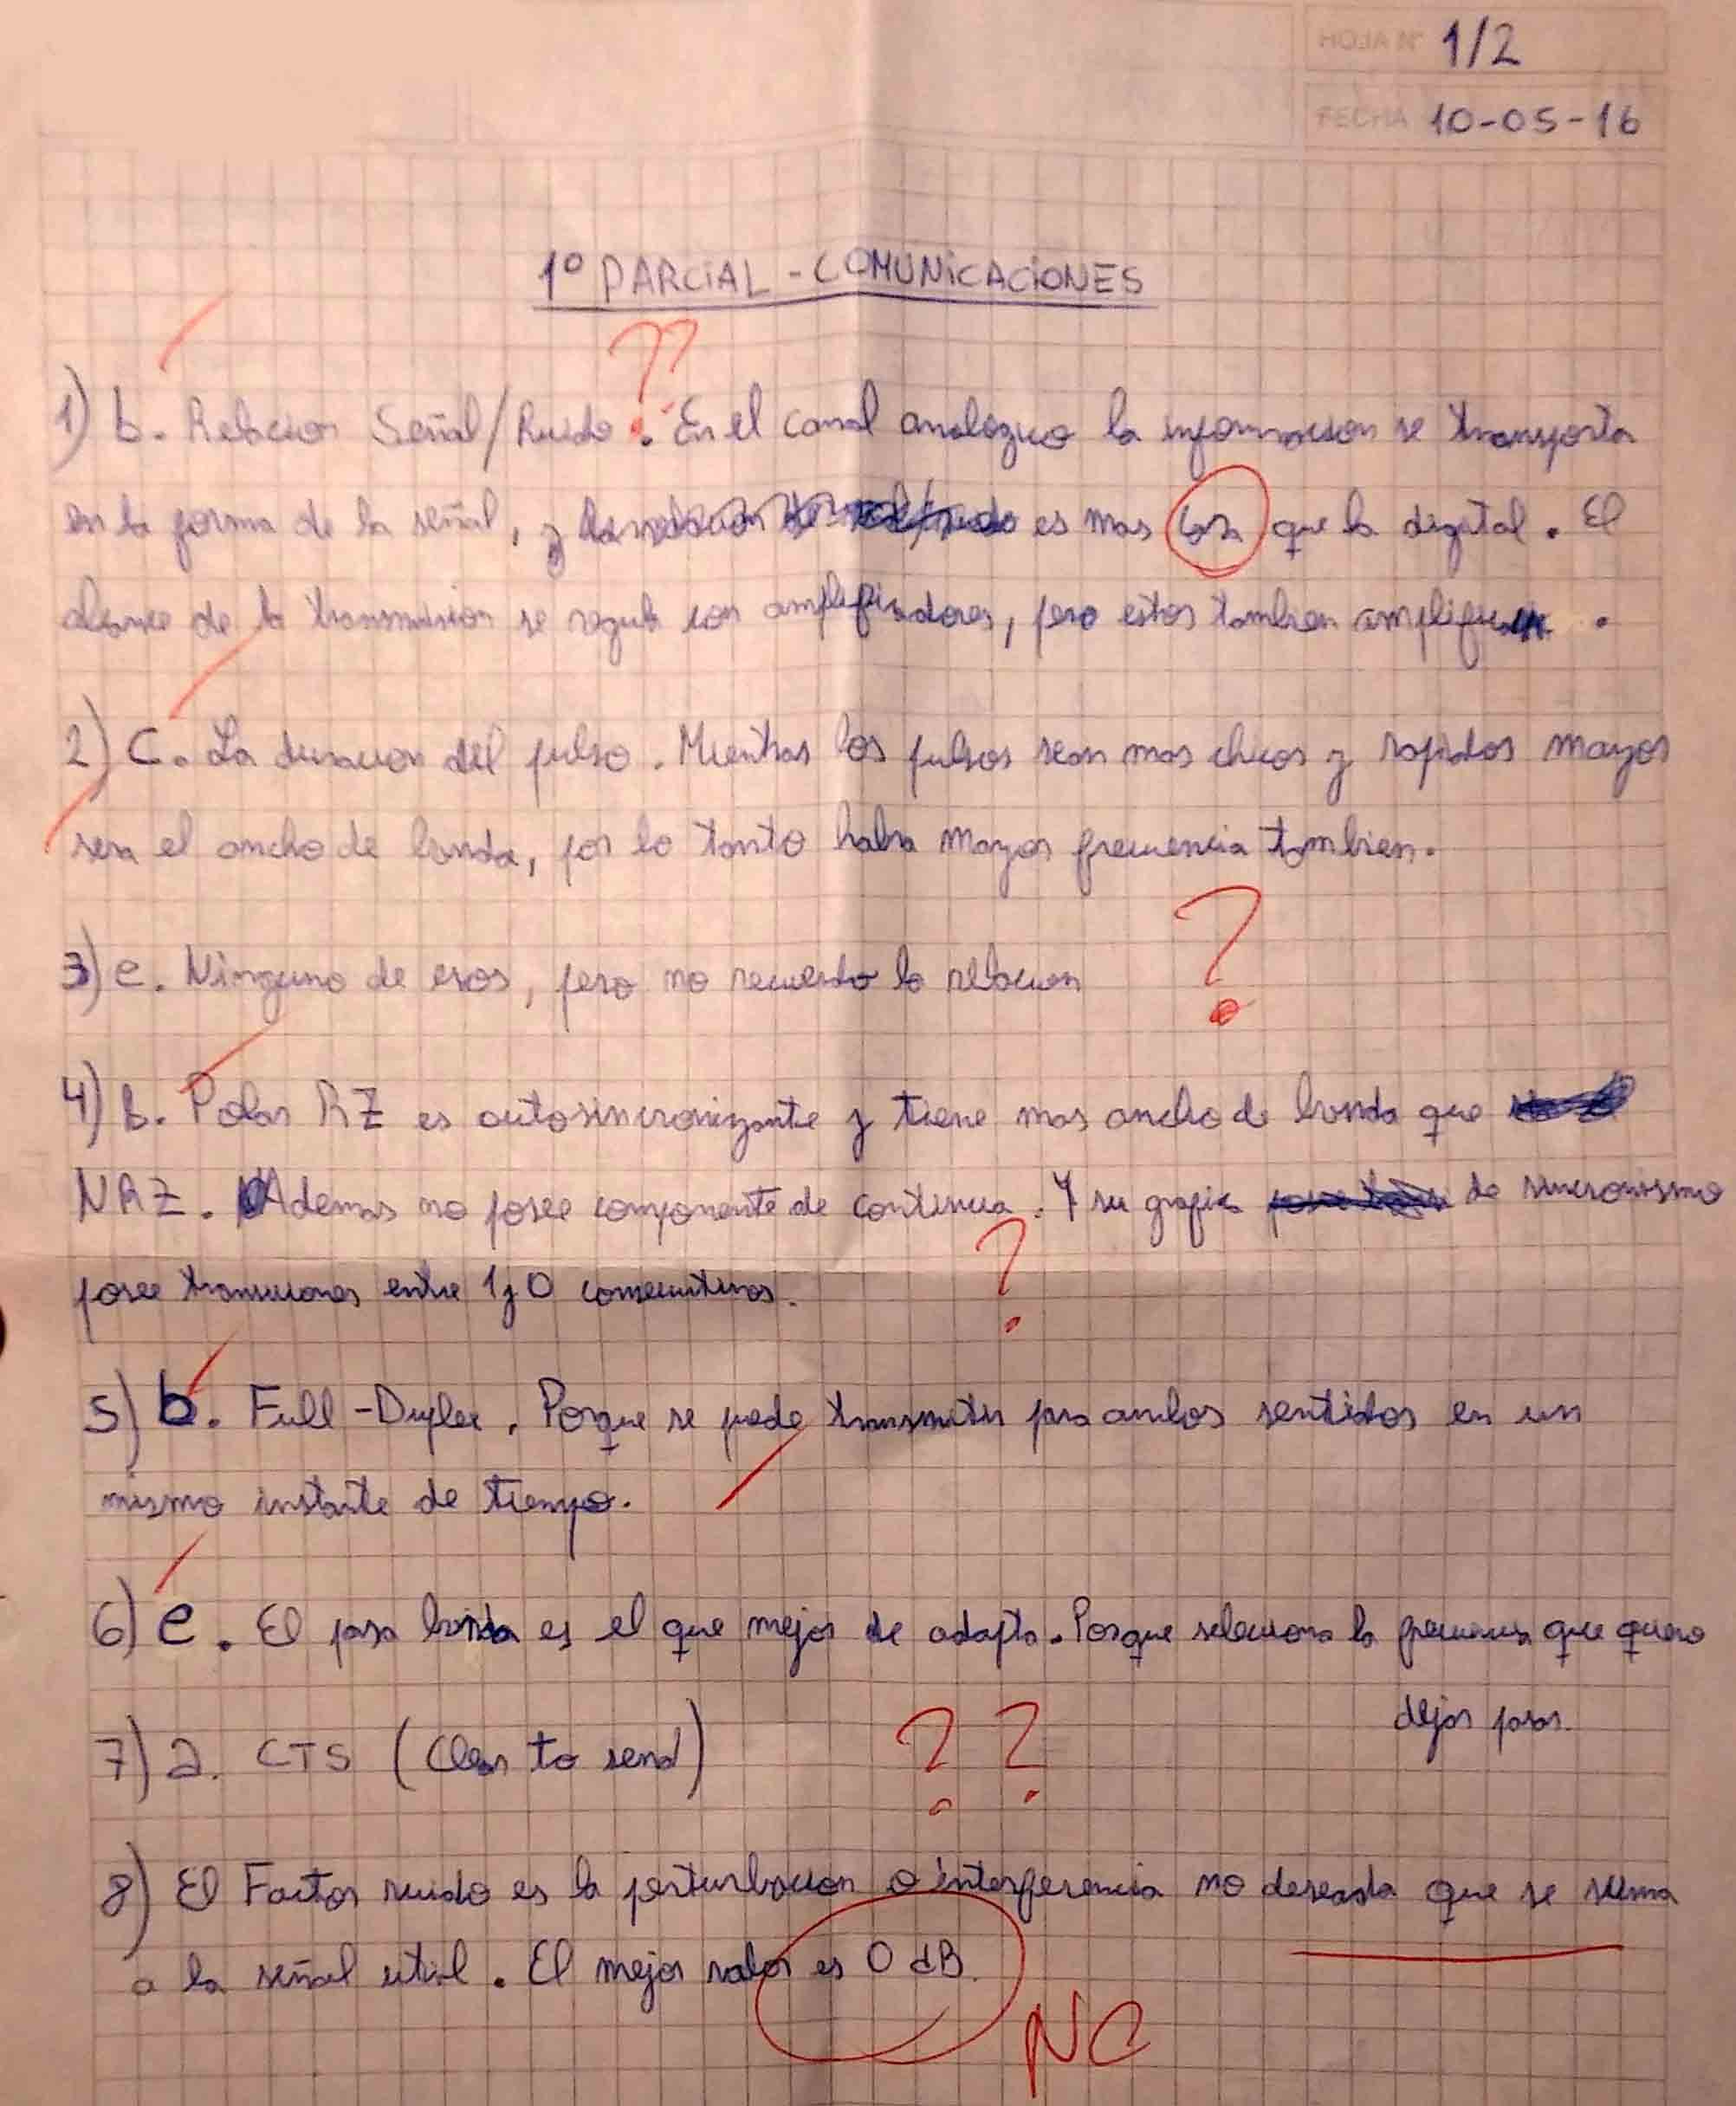 HOJA Nº 1/2
FECHA 10-05-16
1º PARCIAL - COMUNICACIONES
??
1) b. Relacion Señal/Ruido. En el canal analogico la informacion se transporta
en la forma de la señal, y es mas cara que la digital. El
alcance de la transmision se regula con amplificadores, pero estos tambien amplifican.
2) C. La duracion del pulso. Mientras los pulsos sean mas chicos y rapidos mayor
sera el ancho de banda, por lo tanto habra mayor frecuencia tambien.
?
3) e. Ninguno de esos, pero no recuerdo la relacion
4) b. Polar RZ es autosincronizante y tiene mas ancho de banda que
NRZ. Ademas no posee componente de continua. Y su grafica de sincronismo
?
posee transiciones entre 1 y 0 consecutivos.
5) b. Full-Duplex. Porque se puede transmitir para ambos sentidos en un
mismo instante de tiempo.
6) e. El pasa banda es el que mejor se adapta. Porque selecciona la frecuencia que quiero
dejar pasar.
7) a. CTS (Clear to send) ??
8) El Factor ruido es la perturbacion o interferencia no deseada que se suma
a la señal util. El mejor valor es 0 dB.
NC